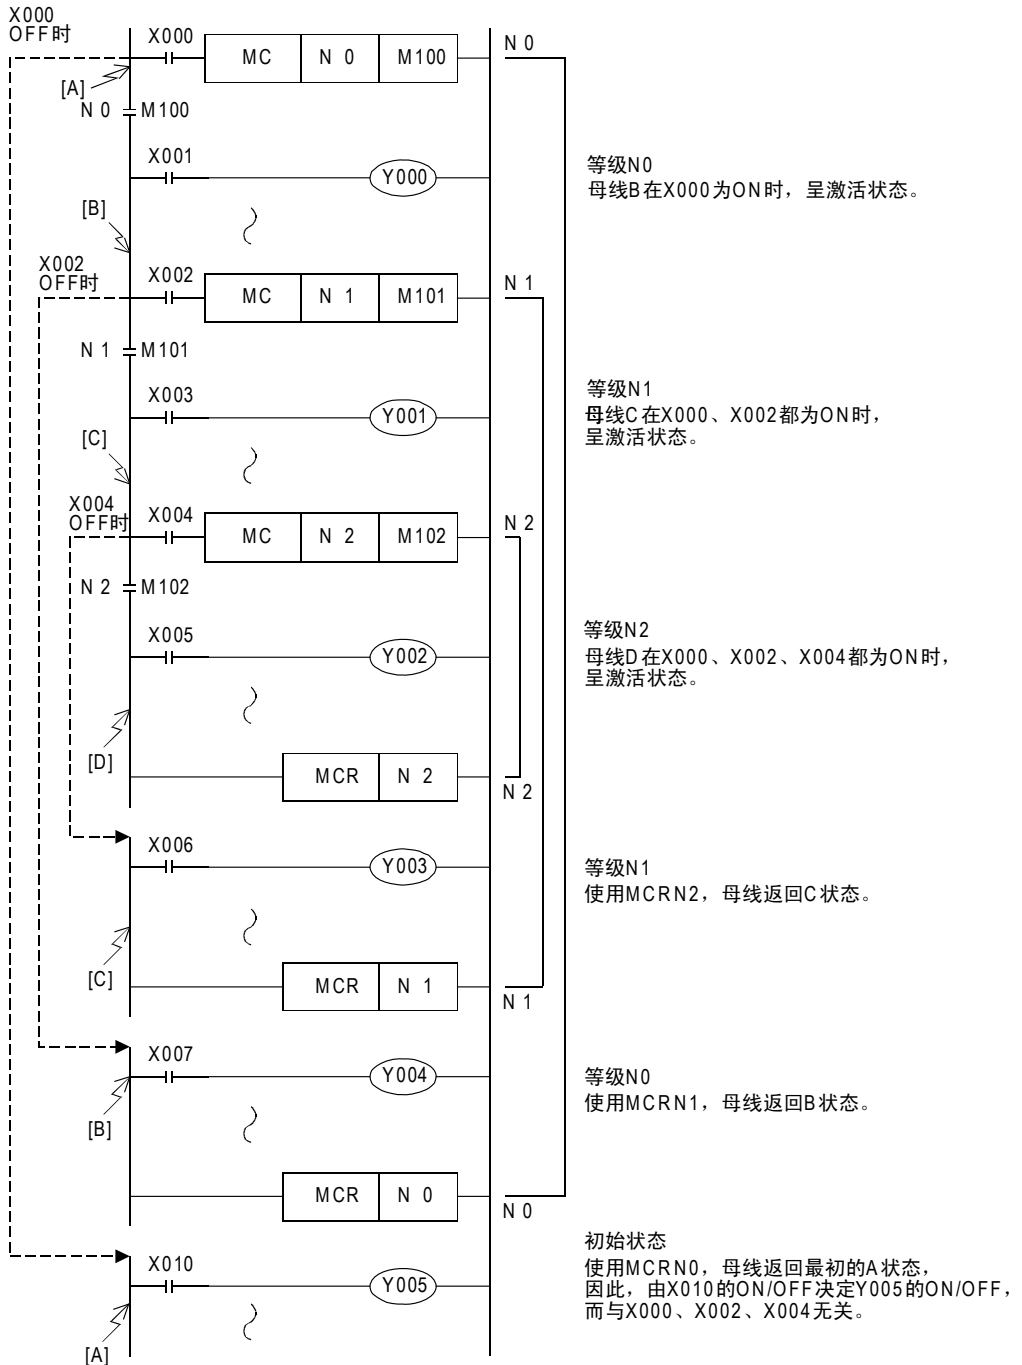 X000
OFF时
X000
MC N 0 M100
N 0
[A]
N 0 M100
X001
Y000
等级N0
母线B在X000为ON时，呈激活状态。
[B]
X002
OFF时
X002
MC N 1 M101
N 1
N 1 M101
X003
Y001
等级N1
母线C在X000、X002都为ON时，
呈激活状态。
[C]
X004
OFF时
X004
MC N 2 M102
N 2
N 2 M102
X005
Y002
等级N2
母线D在X000、X002、X004都为ON时，
呈激活状态。
[D]
MCR N 2
N 2
X006
Y003
等级N1
使用MCRN2，母线返回C状态。
[C]
MCR N 1
N 1
X007
Y004
等级N0
使用MCRN1，母线返回B状态。
[B]
MCR N 0
N 0
X010
Y005
初始状态
使用MCRN0，母线返回最初的A状态，
因此，由X010的ON/OFF决定Y005的ON/OFF，
而与X000、X002、X004无关。
[A]